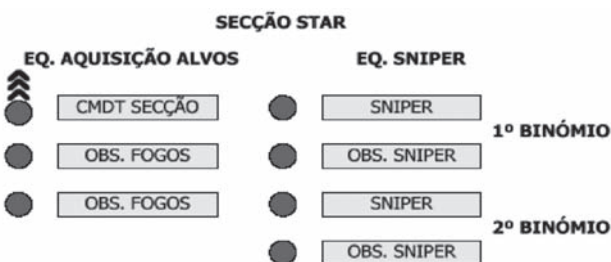 SECÇÃO STAR
EQ. AQUISIÇÃO ALVOS
CMDT SECÇÃO
OBS. FOGOS
OBS. FOGOS
EQ. SNIPER
SNIPER
OBS. SNIPER
1º BINÓMIO
SNIPER
OBS. SNIPER
2º BINÓMIO